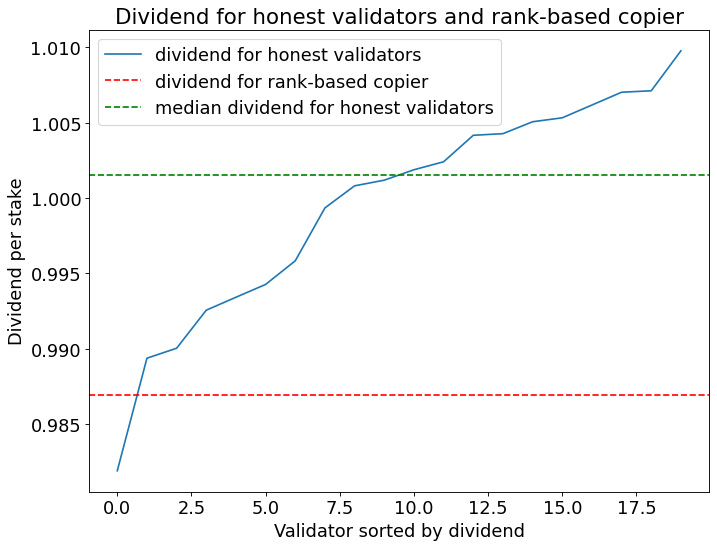 Dividend for honest validators and rank-based copier
dividend for honest validators
dividend for rank-based copier
median dividend for honest validators
1.010
1.005
1.000
0.995
0.990
0.985
Dividend per stake
0.0 2.5 5.0 7.5 10.0 12.5 15.0 17.5
Validator sorted by dividend